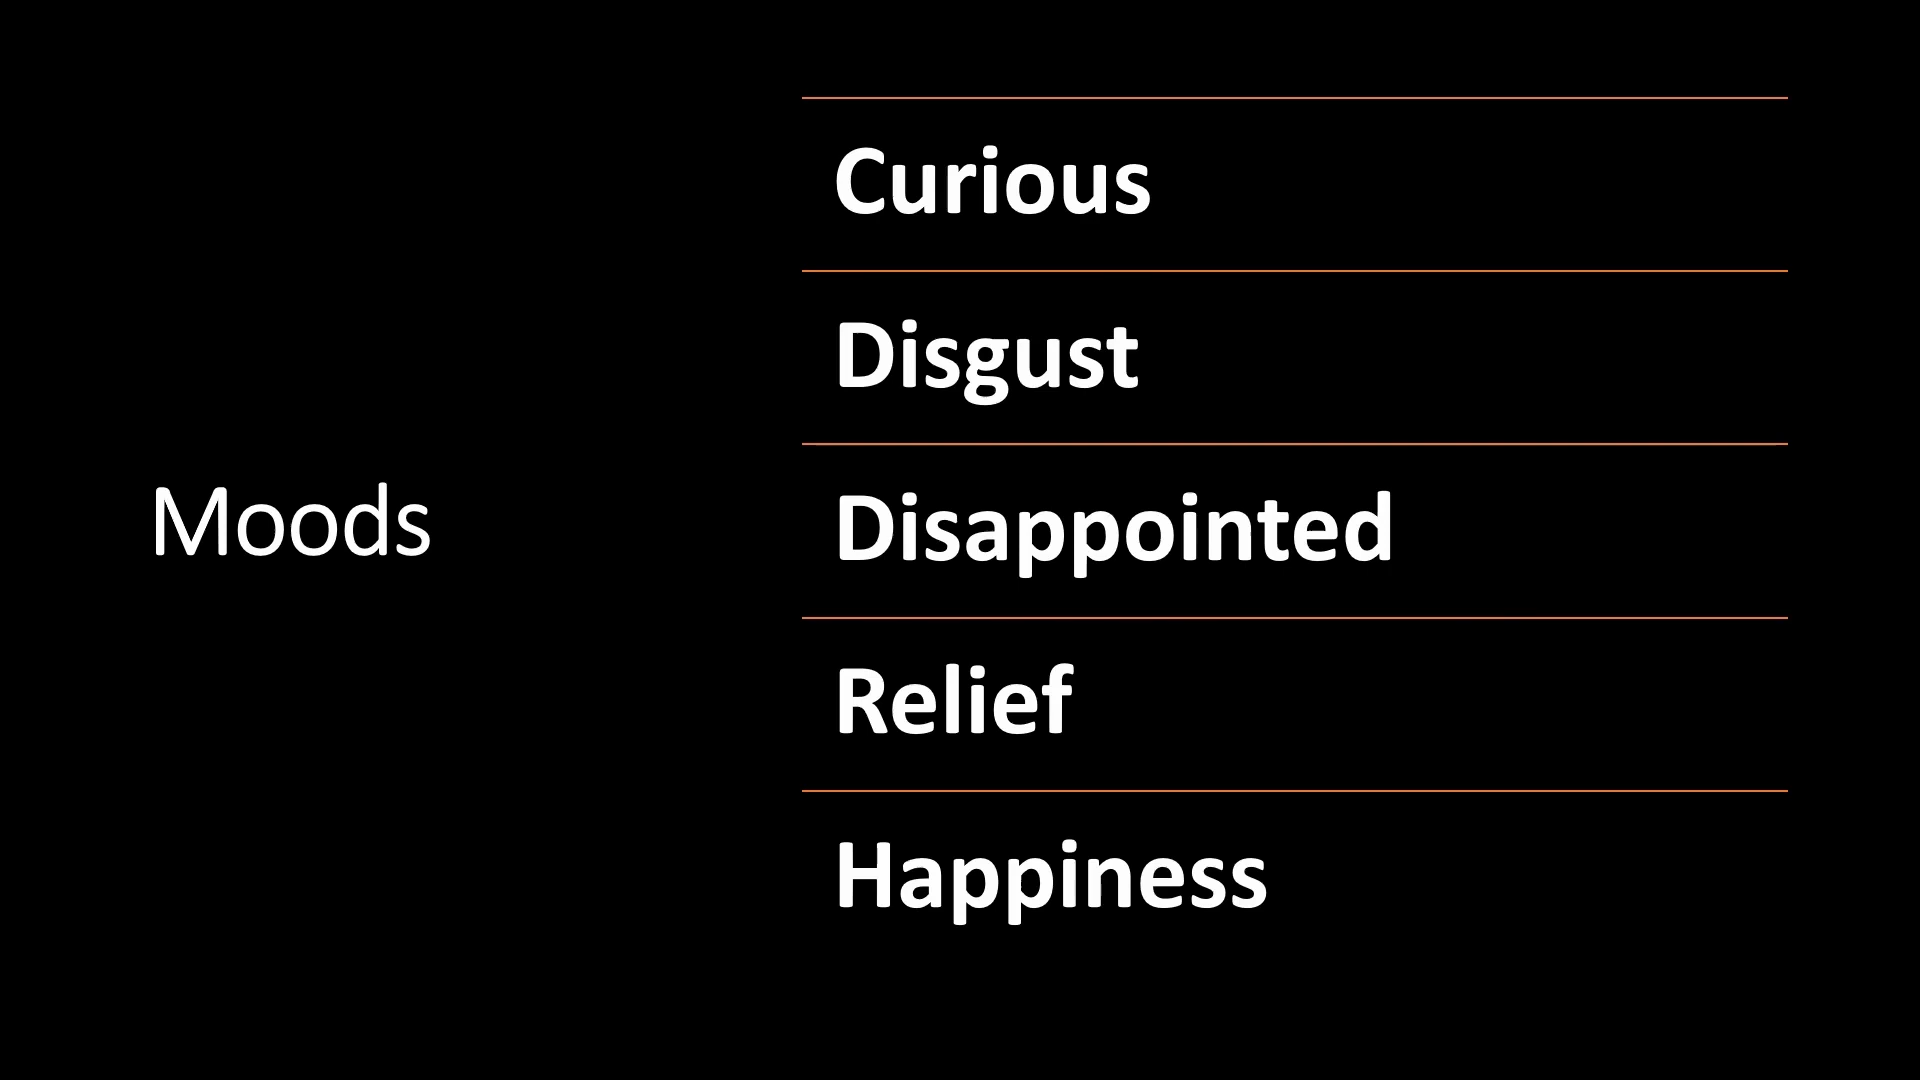 Moods
Curious
Disgust
Disappointed
Relief
Happiness